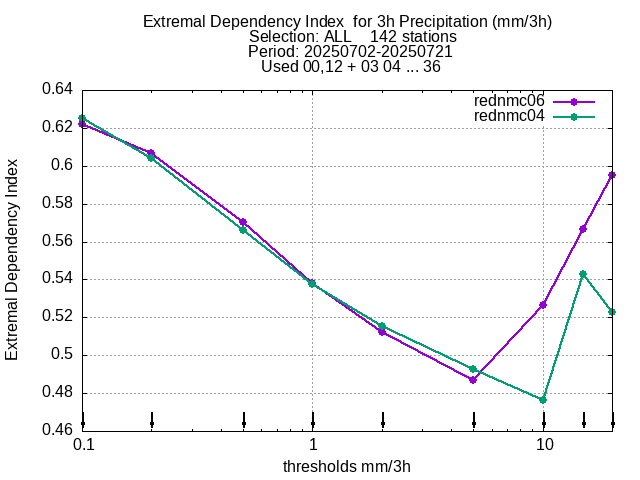 Extremal Dependency Index  for 3h Precipitation (mm/3h)
Selection: ALL    142 stations
Period: 20250702-20250721
Used 00,12 + 03 04 ... 36
rednmc06
rednmc04
0.64
0.62
0.6
0.58
0.56
0.54
0.52
0.5
0.48
0.46
Extremal Dependency Index
0.1 1 10
thresholds mm/3h